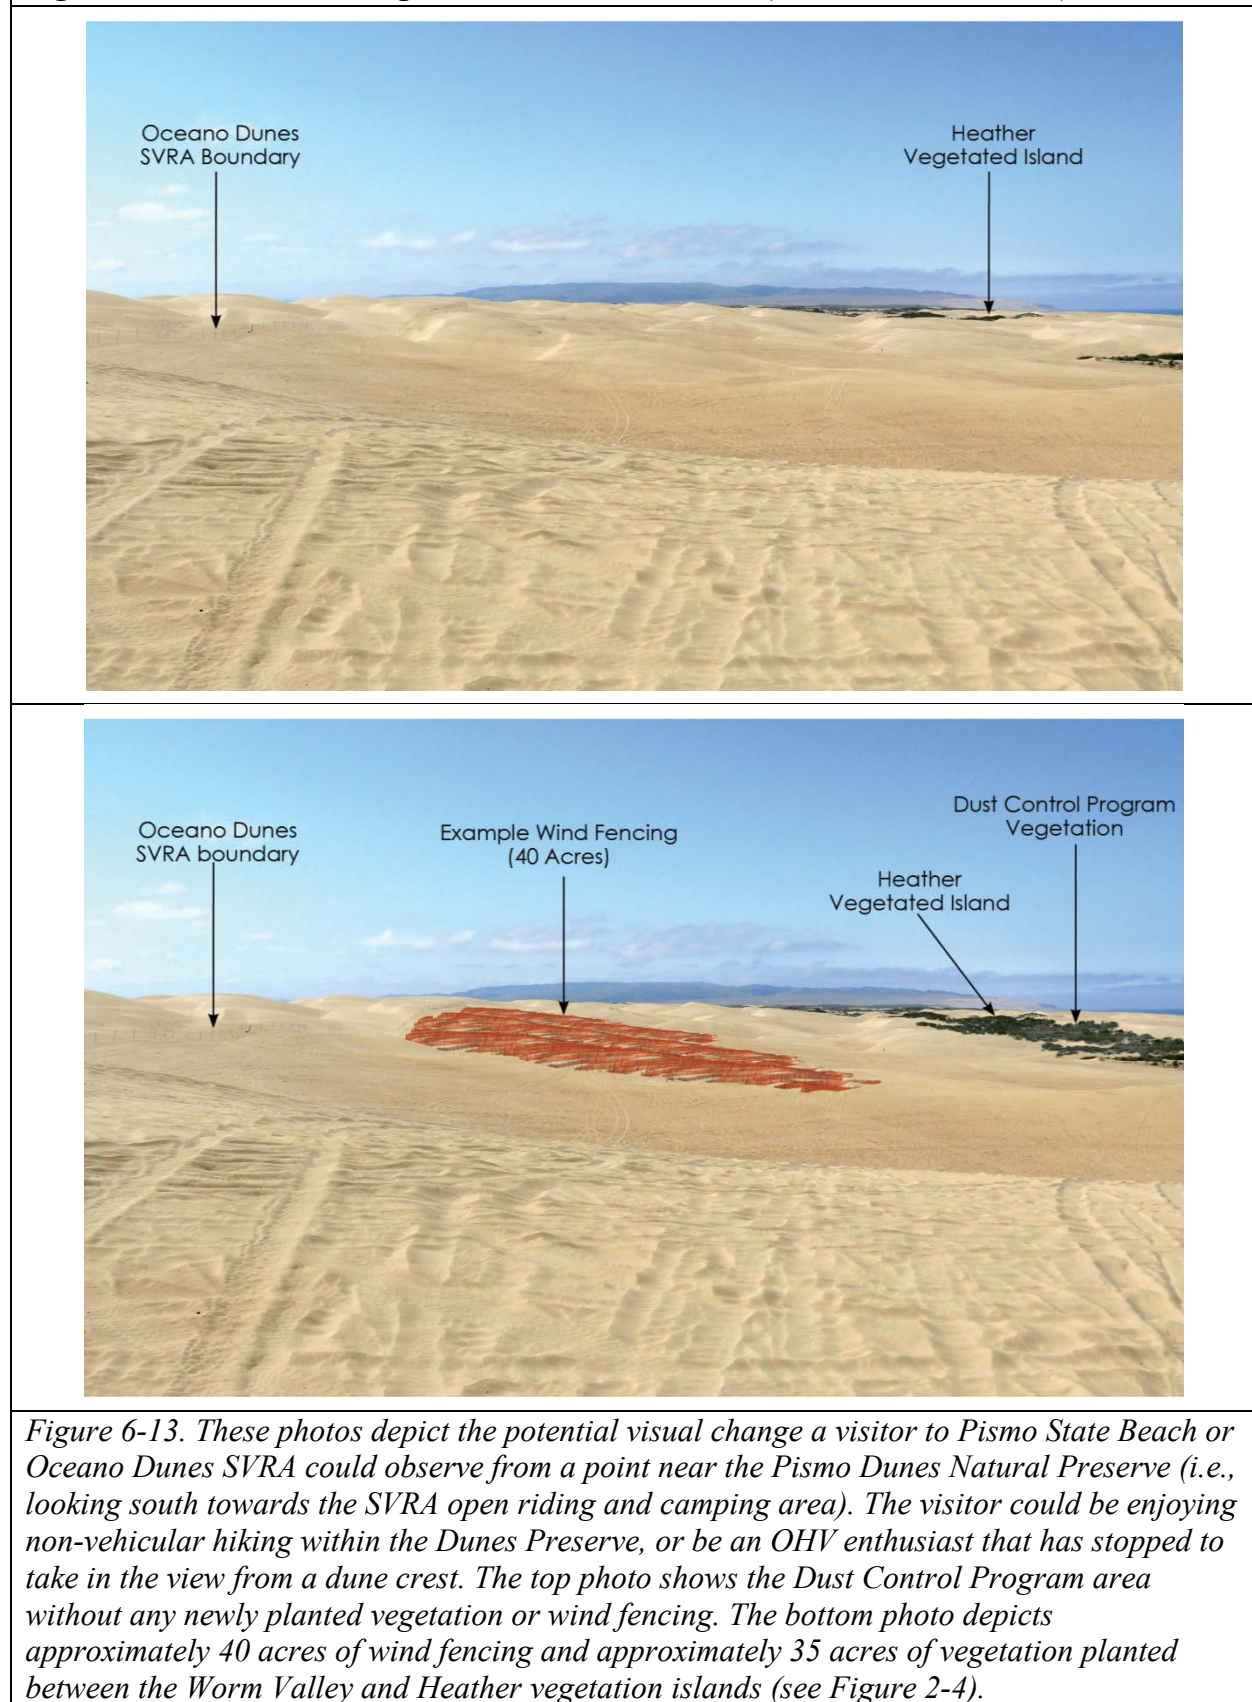 Oceano Dunes
SVRA Boundary
Heather
Vegetated Island
Oceano Dunes
SVRA boundary
Example Wind Fencing
(40 Acres)
Heather
Vegetated Island
Dust Control Program
Vegetation
Figure 6-13. These photos depict the potential visual change a visitor to Pismo State Beach or
Oceano Dunes SVRA could observe from a point near the Pismo Dunes Natural Preserve (i.e.,
looking south towards the SVRA open riding and camping area). The visitor could be enjoying
non-vehicular hiking within the Dunes Preserve, or be an OHV enthusiast that has stopped to
take in the view from a dune crest. The top photo shows the Dust Control Program area
without any newly planted vegetation or wind fencing. The bottom photo depicts
approximately 40 acres of wind fencing and approximately 35 acres of vegetation planted
between the Worm Valley and Heather vegetation islands (see Figure 2-4).